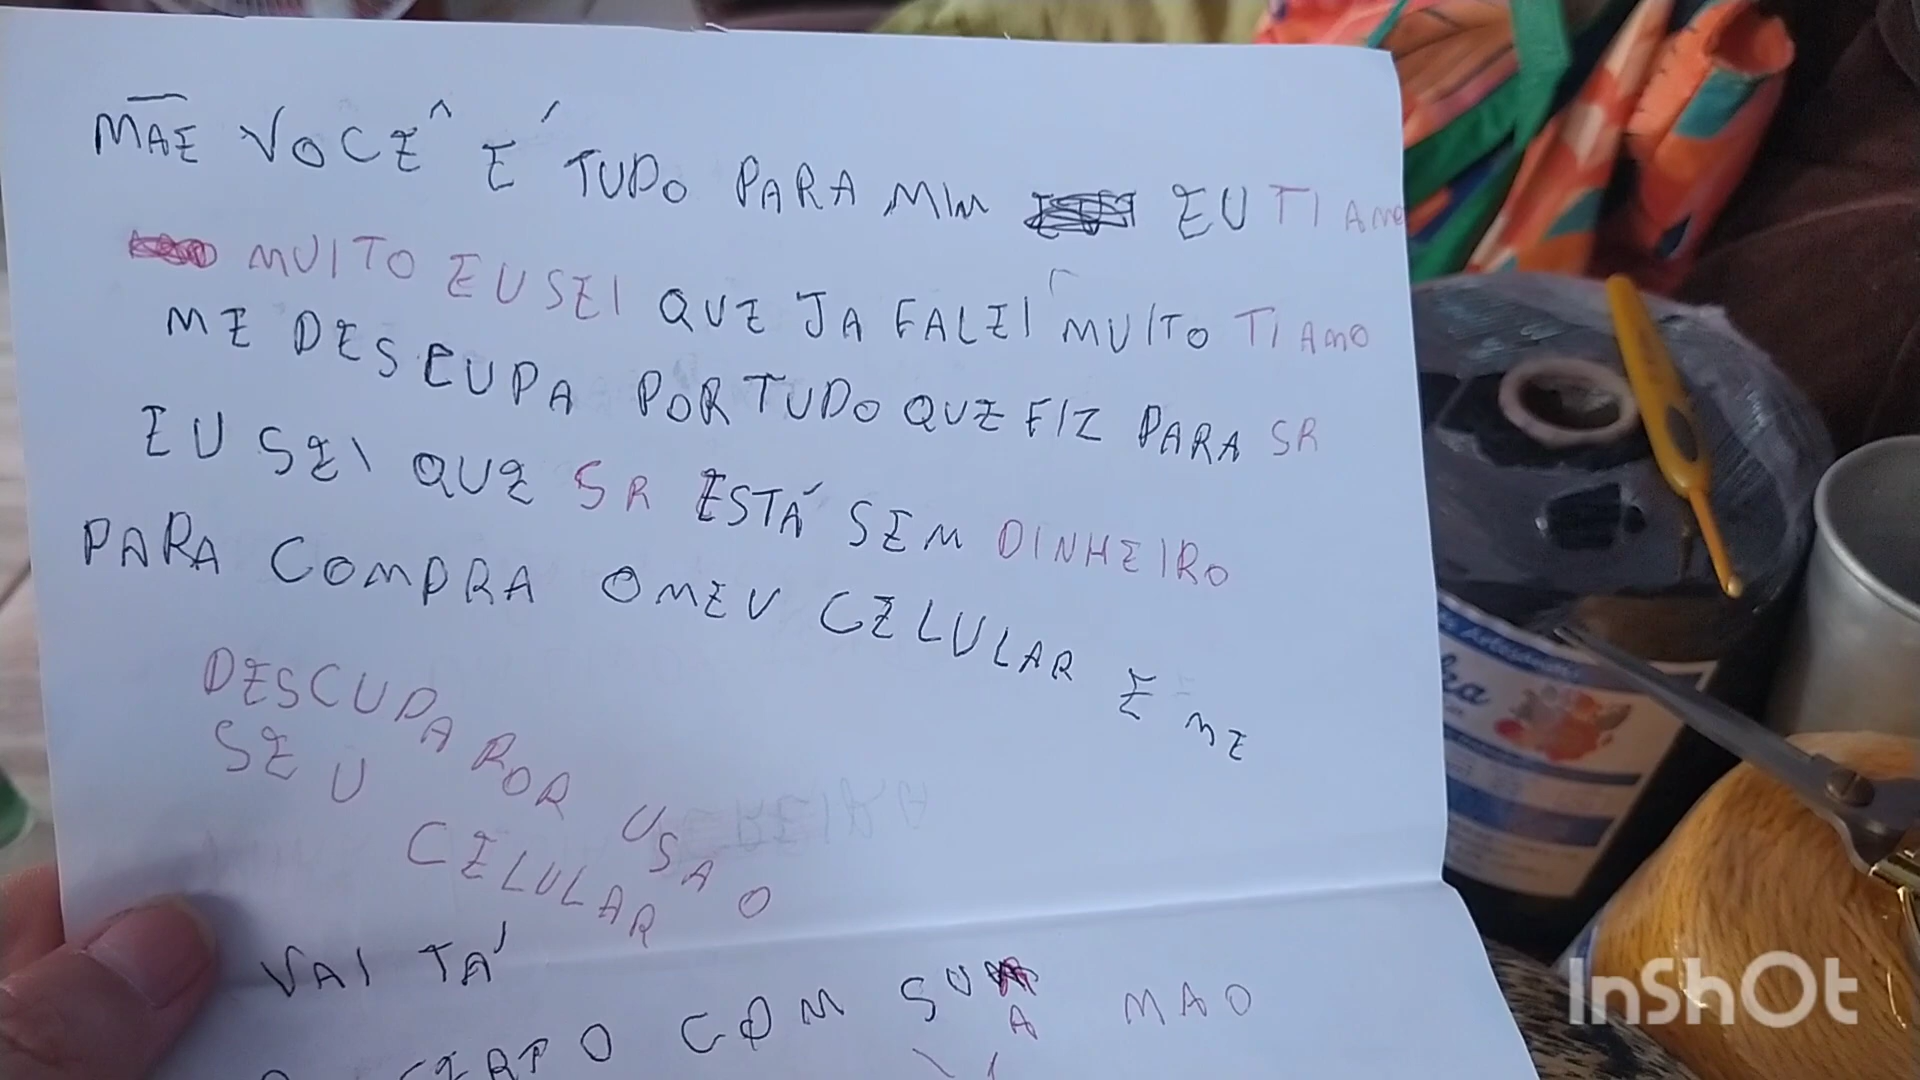 MÃE VOCÊ É TUDO PARA MIM EU TI AMO
MUITO EU SEI QUE JA FALEI MUITO TI AMO
ME DESCUPA POR TUDO QUE FIZ PARA SR
EU SEI QUE SR ESTÁ SEM DINHEIRO
PARA COMPRA O MEU CELULAR E ME
DESCUPA POR USAO
SEU CELULAR
VAI TÁ
COM SUA MAO
InShOt